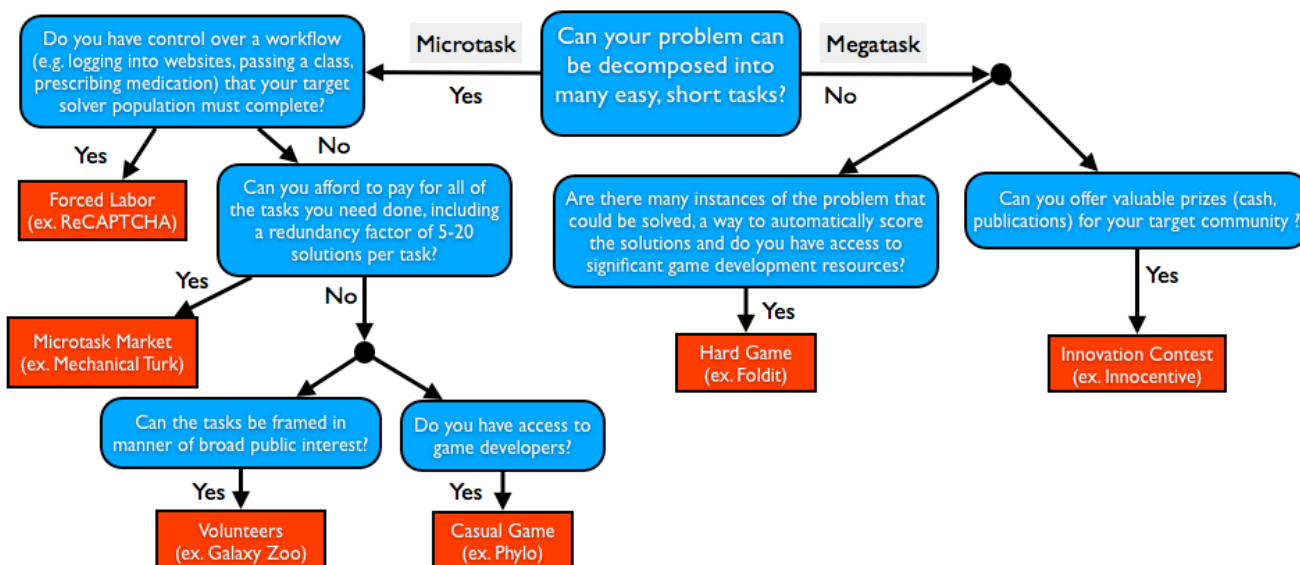 Do you have control over a workflow
(e.g. logging into websites, passing a class,
prescribing medication) that your target
solver population must complete?
Microtask
Yes
Can your problem can
be decomposed into
many easy, short tasks?
Megatask
No
Yes
No
Forced Labor
(ex. ReCAPTCHA)
Can you afford to pay for all of
the tasks you need done, including
a redundancy factor of 5-20
solutions per task?
Are there many instances of the problem that
could be solved, a way to automatically score
the solutions and do you have access to
significant game development resources?
Can you offer valuable prizes (cash,
publications) for your target community ?
Yes
No
Yes
Yes
Microtask Market
(ex. Mechanical Turk)
Hard Game
(ex. Foldit)
Innovation Contest
(ex. Innocentive)
Can the tasks be framed in
manner of broad public interest?
Do you have access to
game developers?
Yes
Yes
Volunteers
(ex. Galaxy Zoo)
Casual Game
(ex. Phylo)